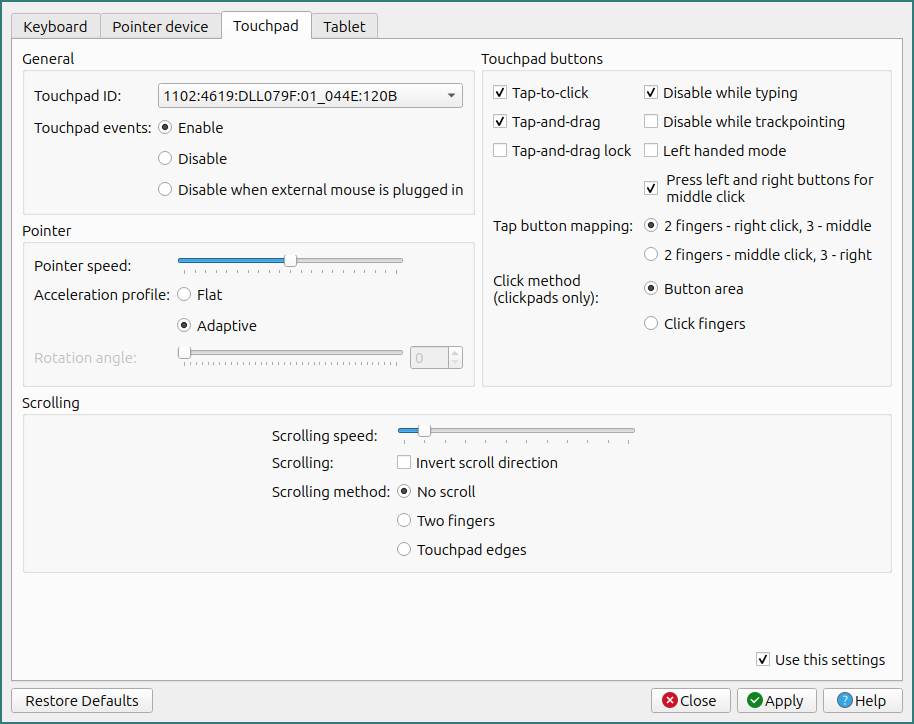 Keyboard
Pointer device
Touchpad
Tablet
General
Touchpad ID:
1102:4619:DLL079F:01_044E:120B
Touchpad events:
Enable
Disable
Disable when external mouse is plugged in
Pointer
Pointer speed:
Acceleration profile:
Flat
Adaptive
Rotation angle:
0
Touchpad buttons
Tap-to-click
Disable while typing
Tap-and-drag
Disable while trackpointing
Tap-and-drag lock
Left handed mode
Press left and right buttons for
middle click
Tap button mapping:
2 fingers - right click, 3 - middle
2 fingers - middle click, 3 - right
Click method
(clickpads only):
Button area
Click fingers
Scrolling
Scrolling speed:
Scrolling:
Invert scroll direction
Scrolling method:
No scroll
Two fingers
Touchpad edges
Use this settings
Restore Defaults
Close
Apply
? Help